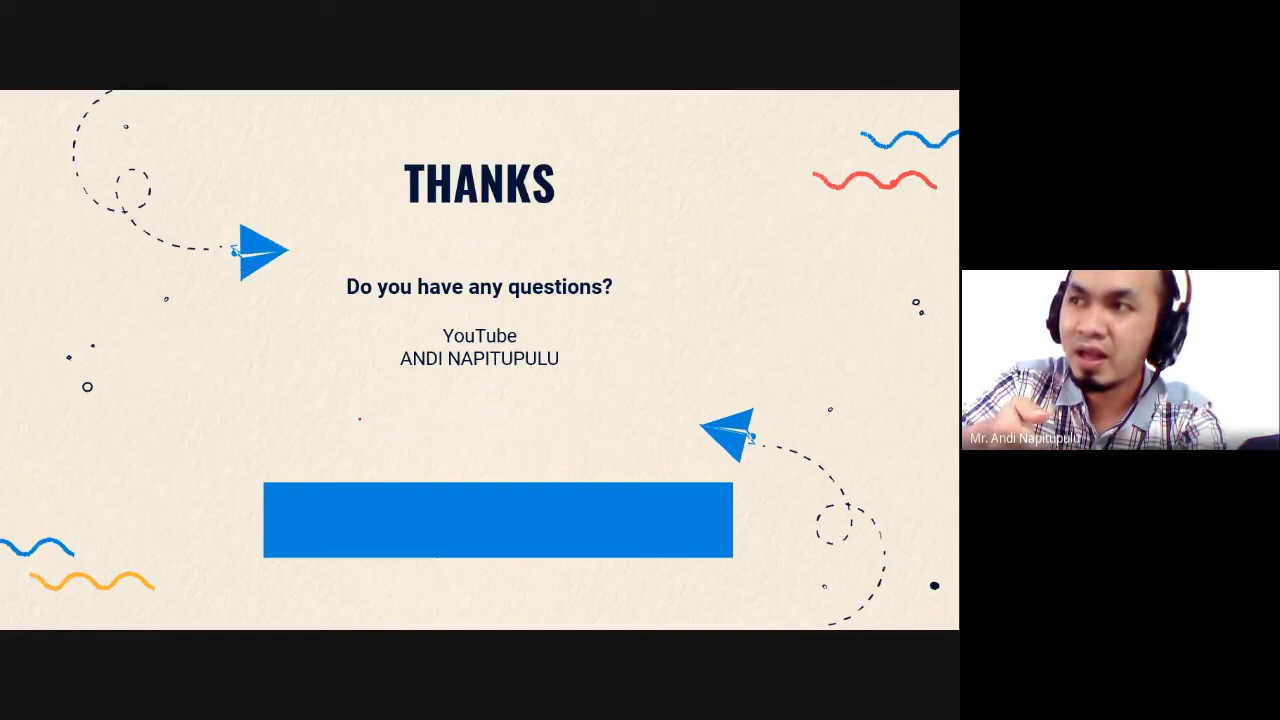 THANKS
Do you have any questions?
YouTube
ANDI NAPITUPULU
Mr. Andi Napitupulu